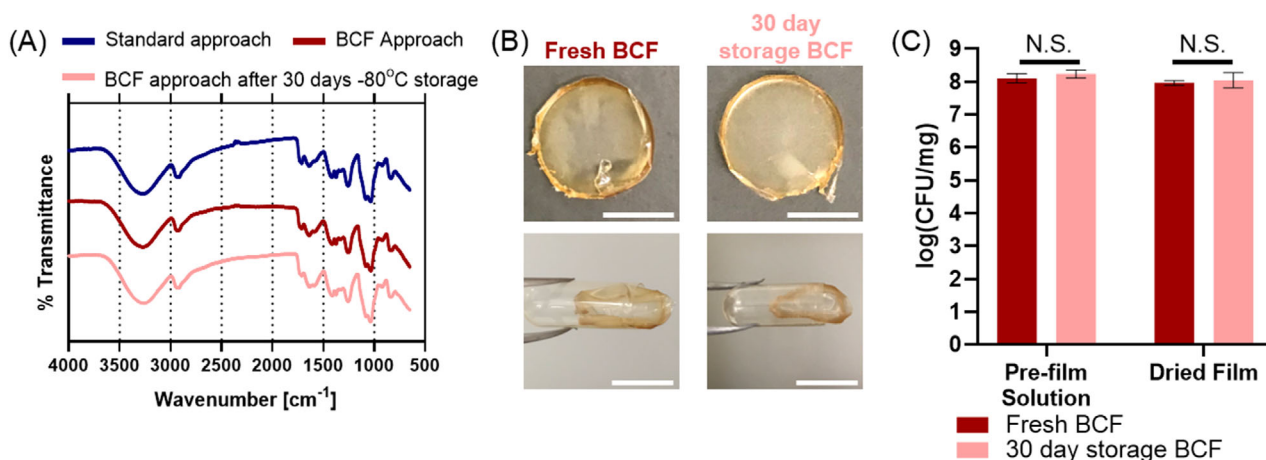 (A)
Standard approach
BCF Approach
BCF approach after 30 days -80°C storage
% Transmittance
4000 3500 3000 2500 2000 1500 1000 500
Wavenumber [cm⁻¹]
(B)
Fresh BCF
30 day
storage BCF
(C)
log(CFU/mg)
9
8
7
6
5
4
3
2
1
0
N.S.
N.S.
Pre-film
Solution
Dried Film
Fresh BCF
30 day storage BCF